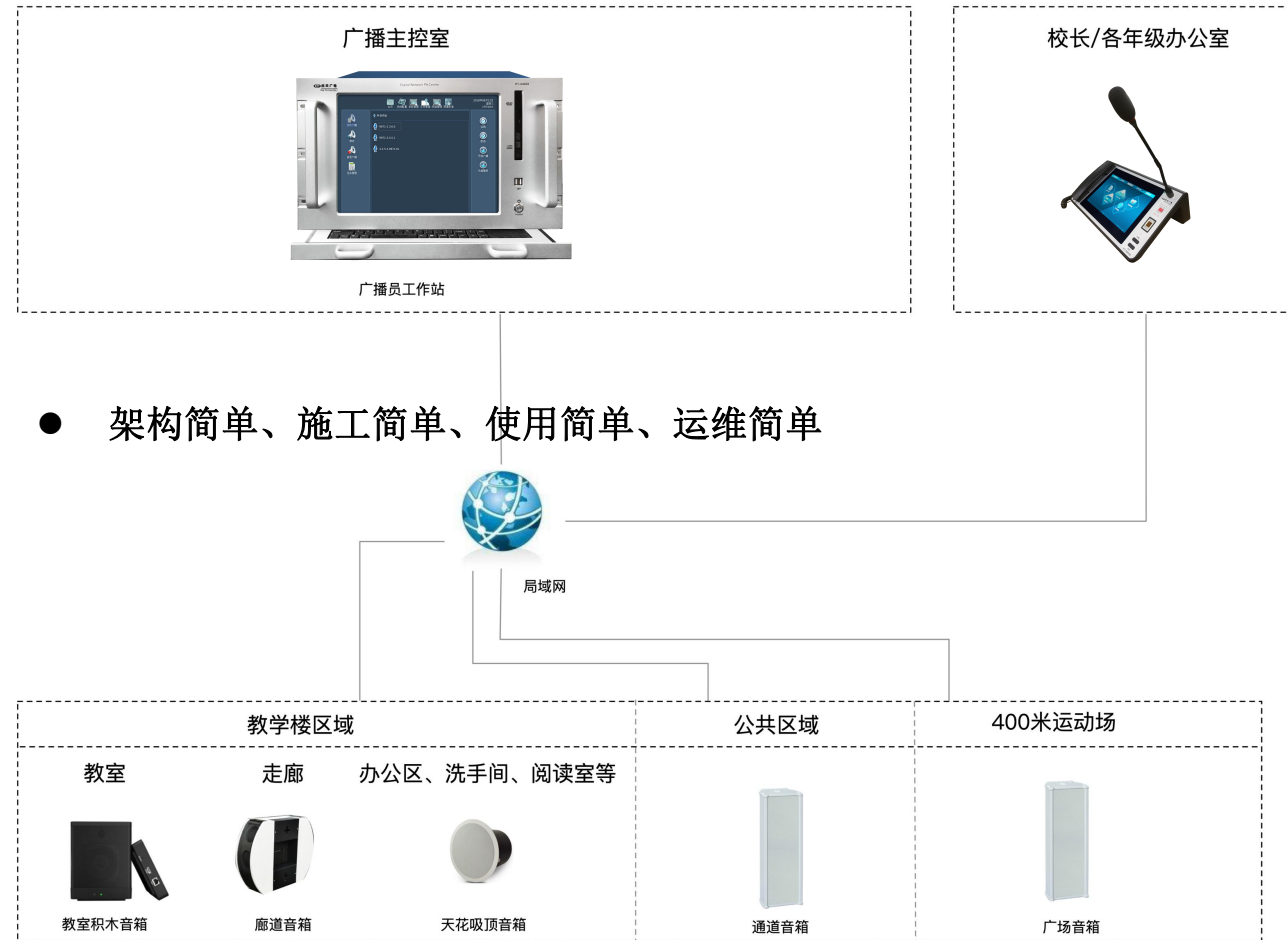 广播主控室
校长/各年级办公室
广播员工作站
● 架构简单、施工简单、使用简单、运维简单
局域网
教学楼区域
公共区域
400米运动场
教室
走廊
办公区、洗手间、阅读室等
教室积木音箱
廊道音箱
天花吸顶音箱
通道音箱
广场音箱